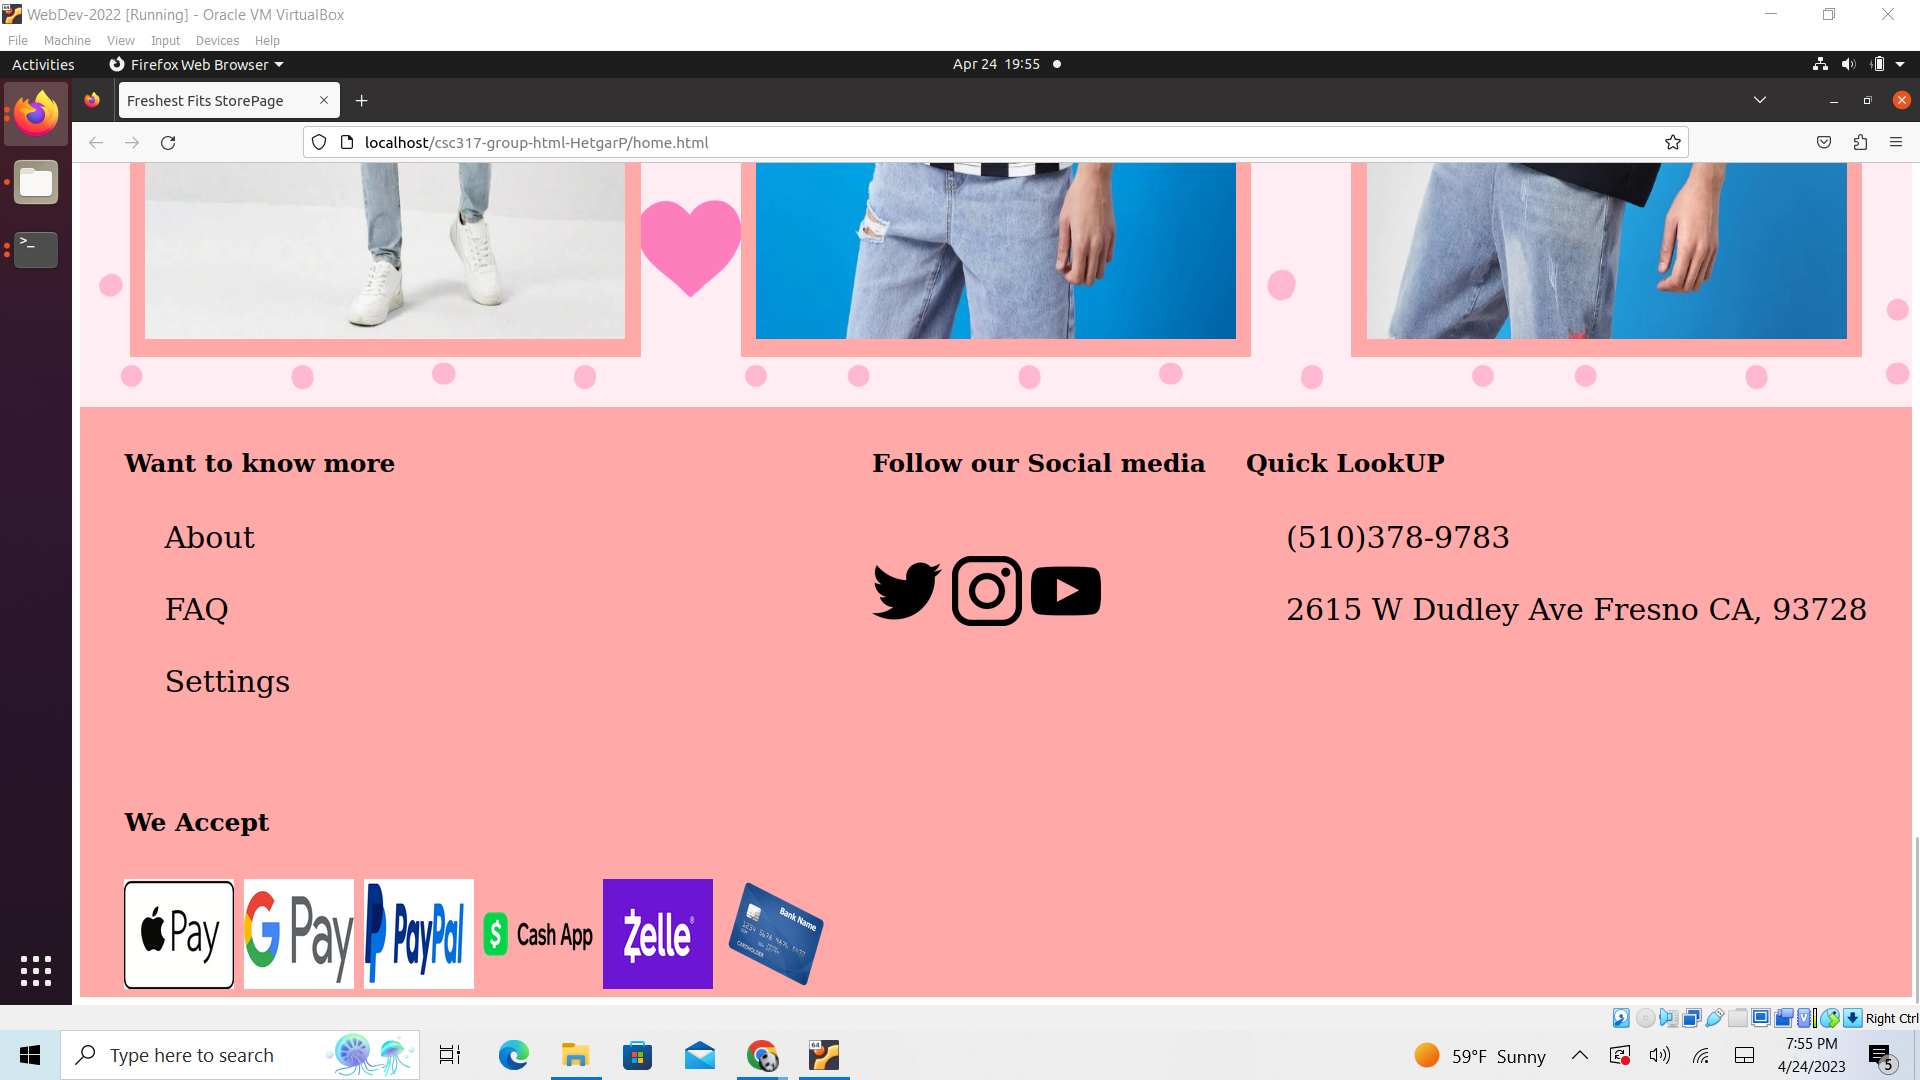 WebDev-2022 [Running] - Oracle VM VirtualBox
File Machine View Input Devices Help
Activities Firefox Web Browser Apr 24 19:55
Freshest Fits StorePage
localhost/csc317-group-html-HetgarP/home.html
Want to know more
About
FAQ
Settings
Follow our Social media
Quick LookUP
(510)378-9783
2615 W Dudley Ave Fresno CA, 93728
We Accept
Pay
G Pay
PayPal
$ Cash App
Zelle®
Bank Name
CARDHOLDER
Right Ctrl
Type here to search
64
59°F Sunny
7:55 PM
4/24/2023
5